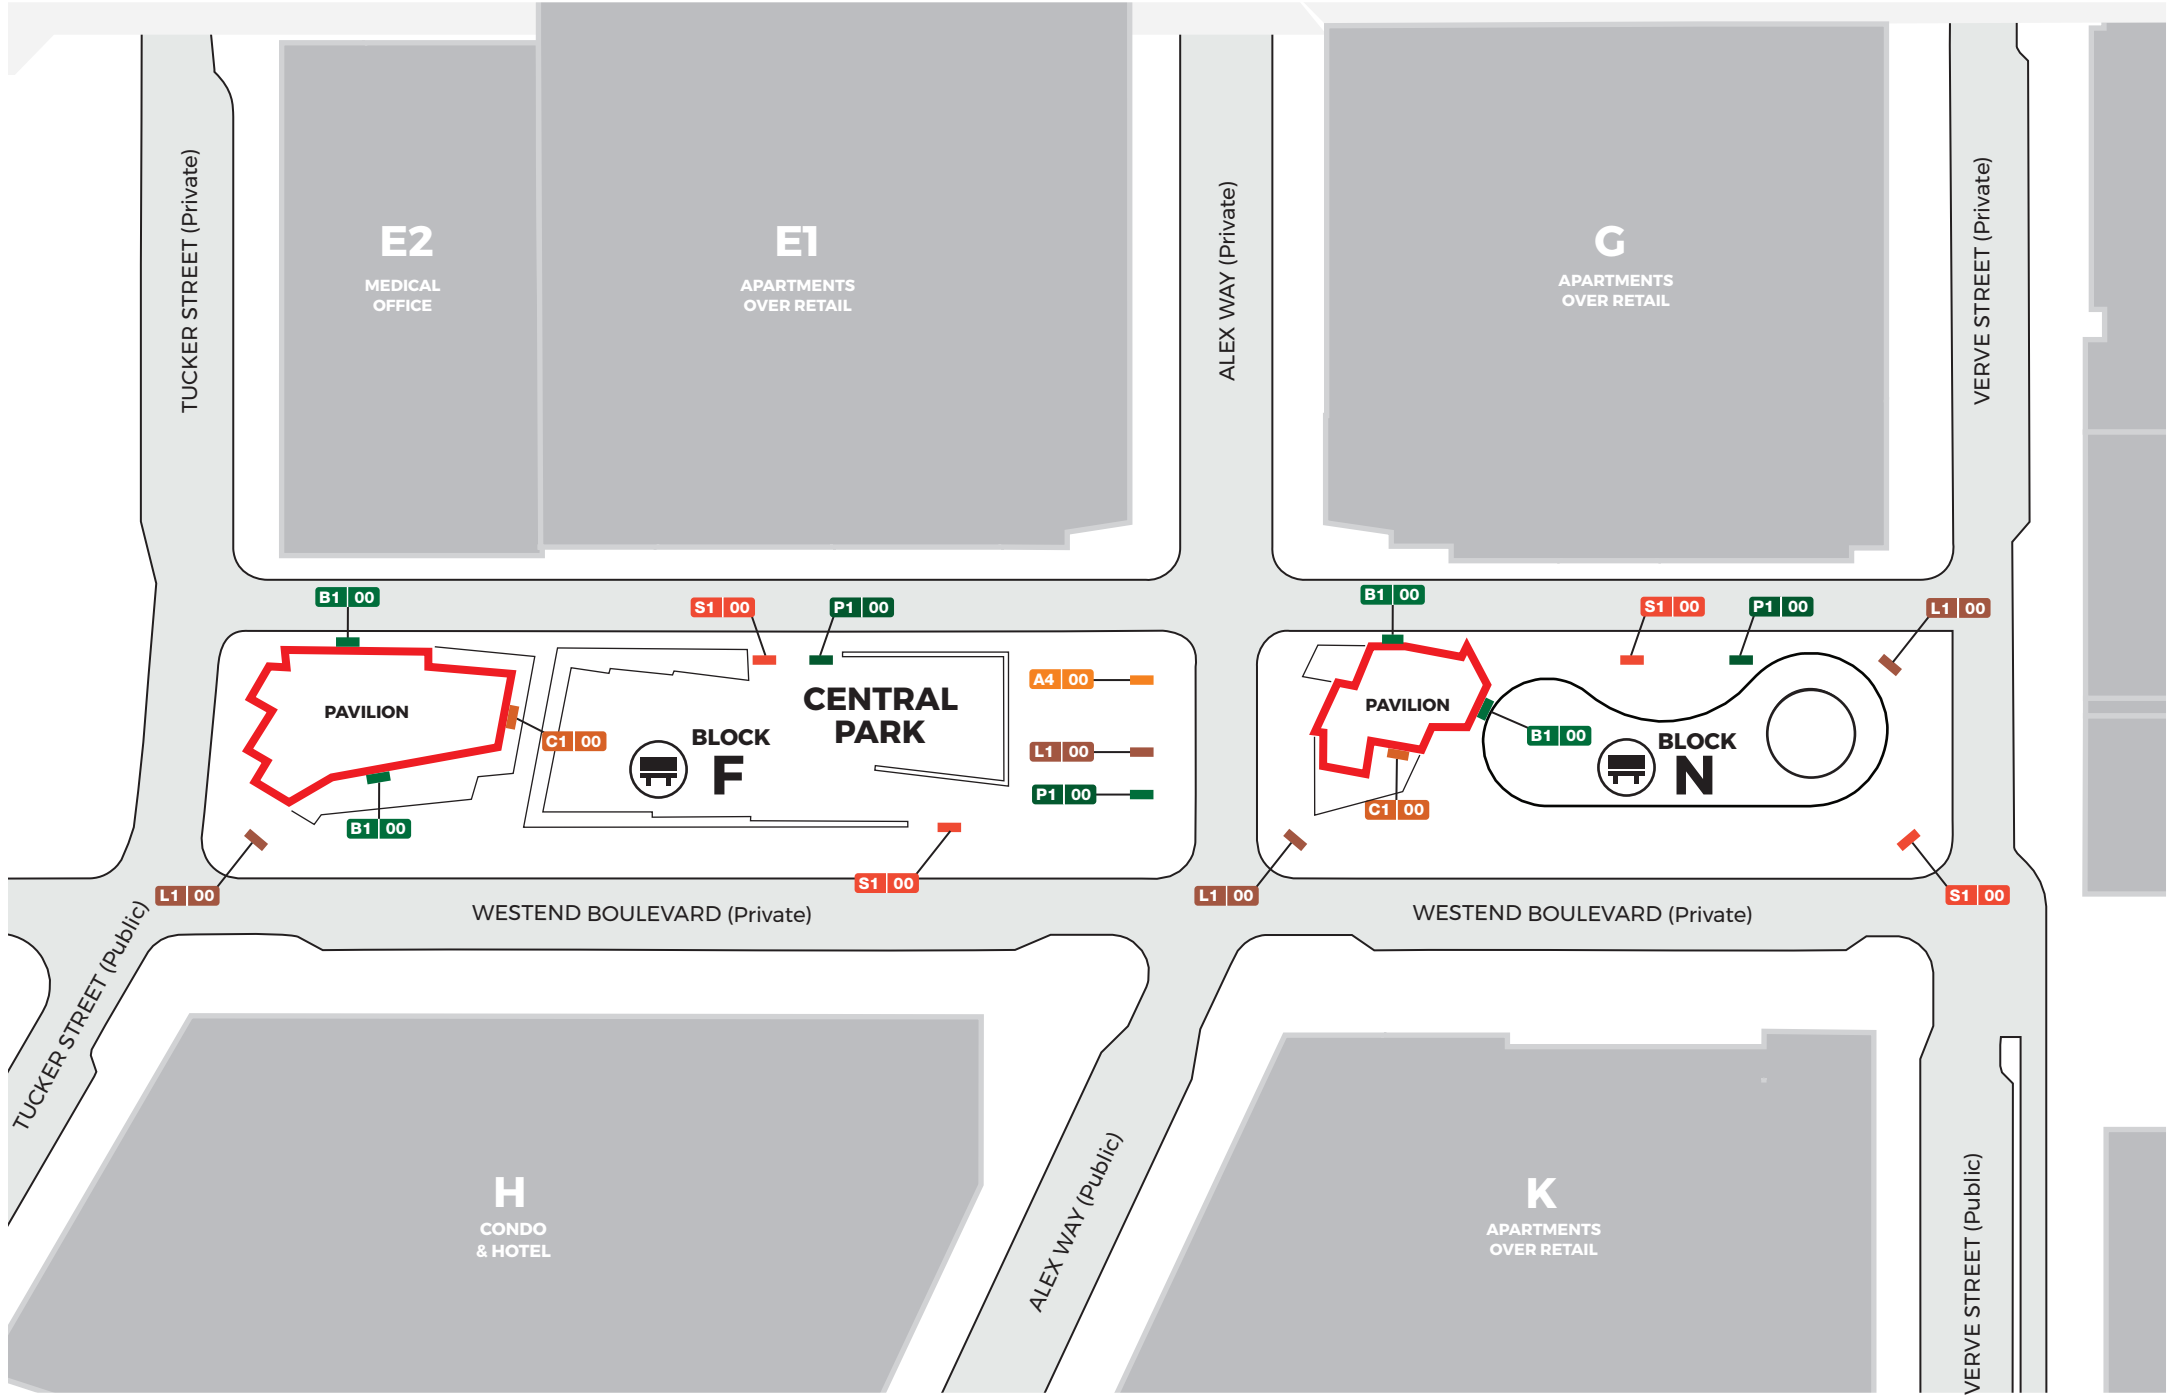 TUCKER STREET (Private)
E2
MEDICAL
OFFICE
E1
APARTMENTS
OVER RETAIL
ALEX WAY (Private)
G
APARTMENTS
OVER RETAIL
VERVE STREET (Private)
B1 00
S1 00
P1 00
B1 00
S1 00
P1 00
L1 00
PAVILION
C1 00
B1 00
L1 00
BLOCK
F
CENTRAL
PARK
A4 00
L1 00
P1 00
S1 00
PAVILION
B1 00
C1 00
L1 00
BLOCK
N
S1 00
WESTEND BOULEVARD (Private)
WESTEND BOULEVARD (Private)
TUCKER STREET (Public)
H
CONDO
& HOTEL
ALEX WAY (Public)
K
APARTMENTS
OVER RETAIL
VERVE STREET (Public)